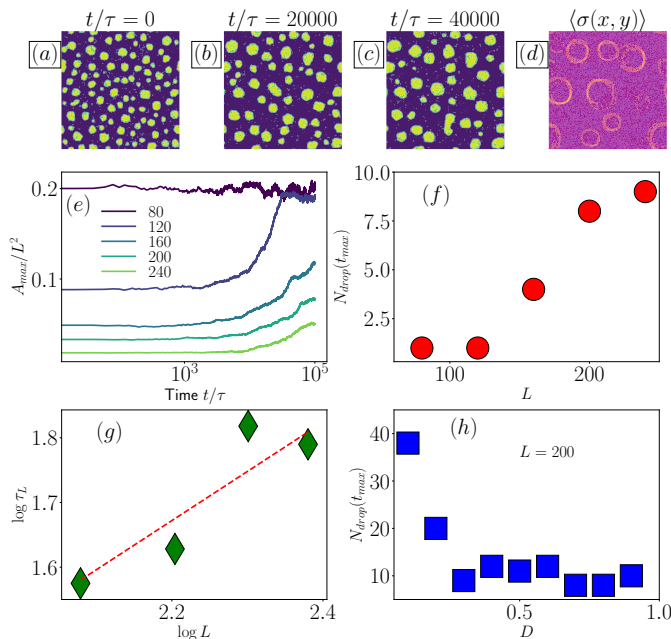 t/τ = 0
t/τ = 20000
t/τ = 40000
⟨σ(x, y)⟩
(a)
(b)
(c)
(d)
(e)
0.2
0.1
A_max/L²
80
120
160
200
240
10³
10⁵
Time t/τ
(f)
10.0
7.5
5.0
2.5
N_drop(t_max)
100
200
L
(g)
1.8
1.7
1.6
log τ_L
2.2
2.4
log L
(h)
L = 200
40
30
20
10
N_drop(t_max)
0.5
1.0
D